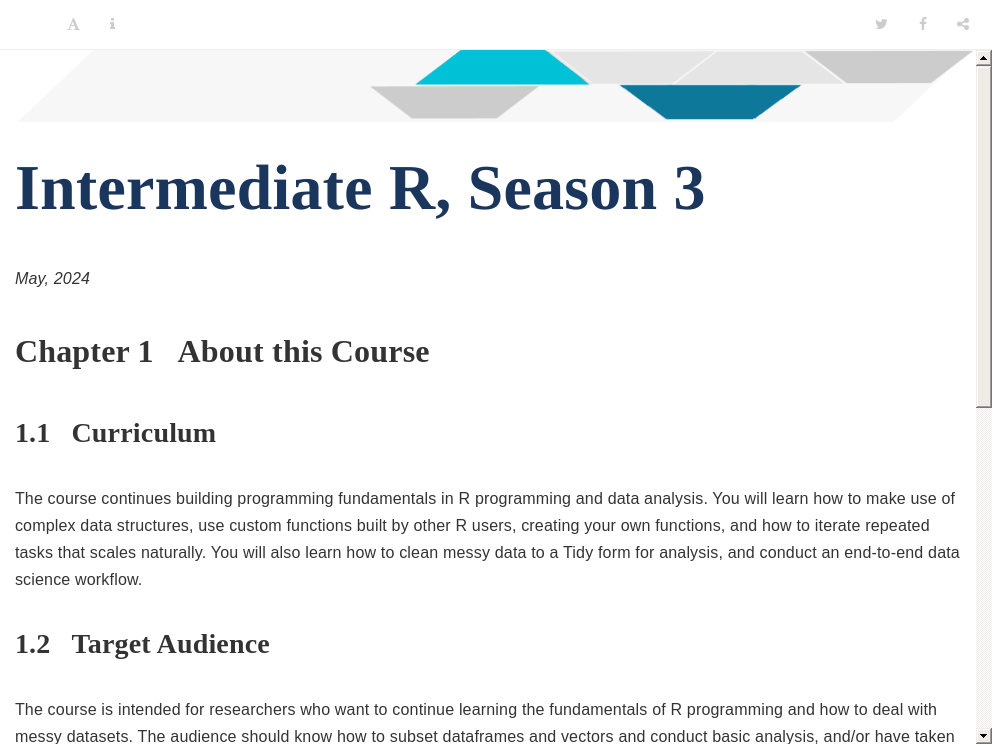 Intermediate R, Season 3
May, 2024
Chapter 1 About this Course
1.1 Curriculum
The course continues building programming fundamentals in R programming and data analysis. You will learn how to make use of
complex data structures, use custom functions built by other R users, creating your own functions, and how to iterate repeated
tasks that scales naturally. You will also learn how to clean messy data to a Tidy form for analysis, and conduct an end-to-end data
science workflow.
1.2 Target Audience
The course is intended for researchers who want to continue learning the fundamentals of R programming and how to deal with
messy datasets. The audience should know how to subset dataframes and vectors and conduct basic analysis, and/or have taken